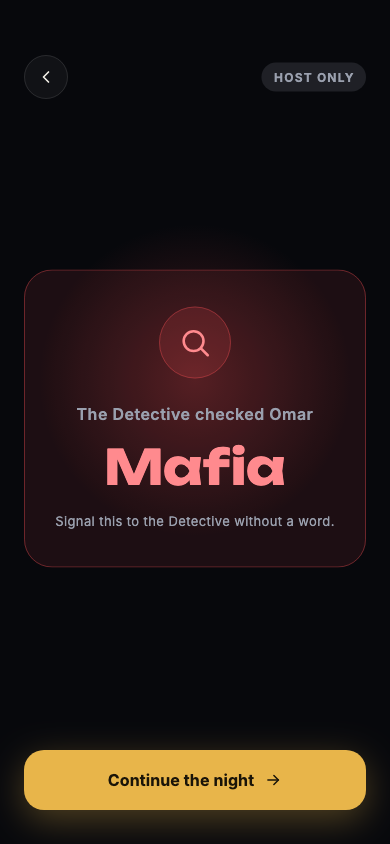 HOST ONLY
The Detective checked Omar
Mafia
Signal this to the Detective without a word.
Continue the night →